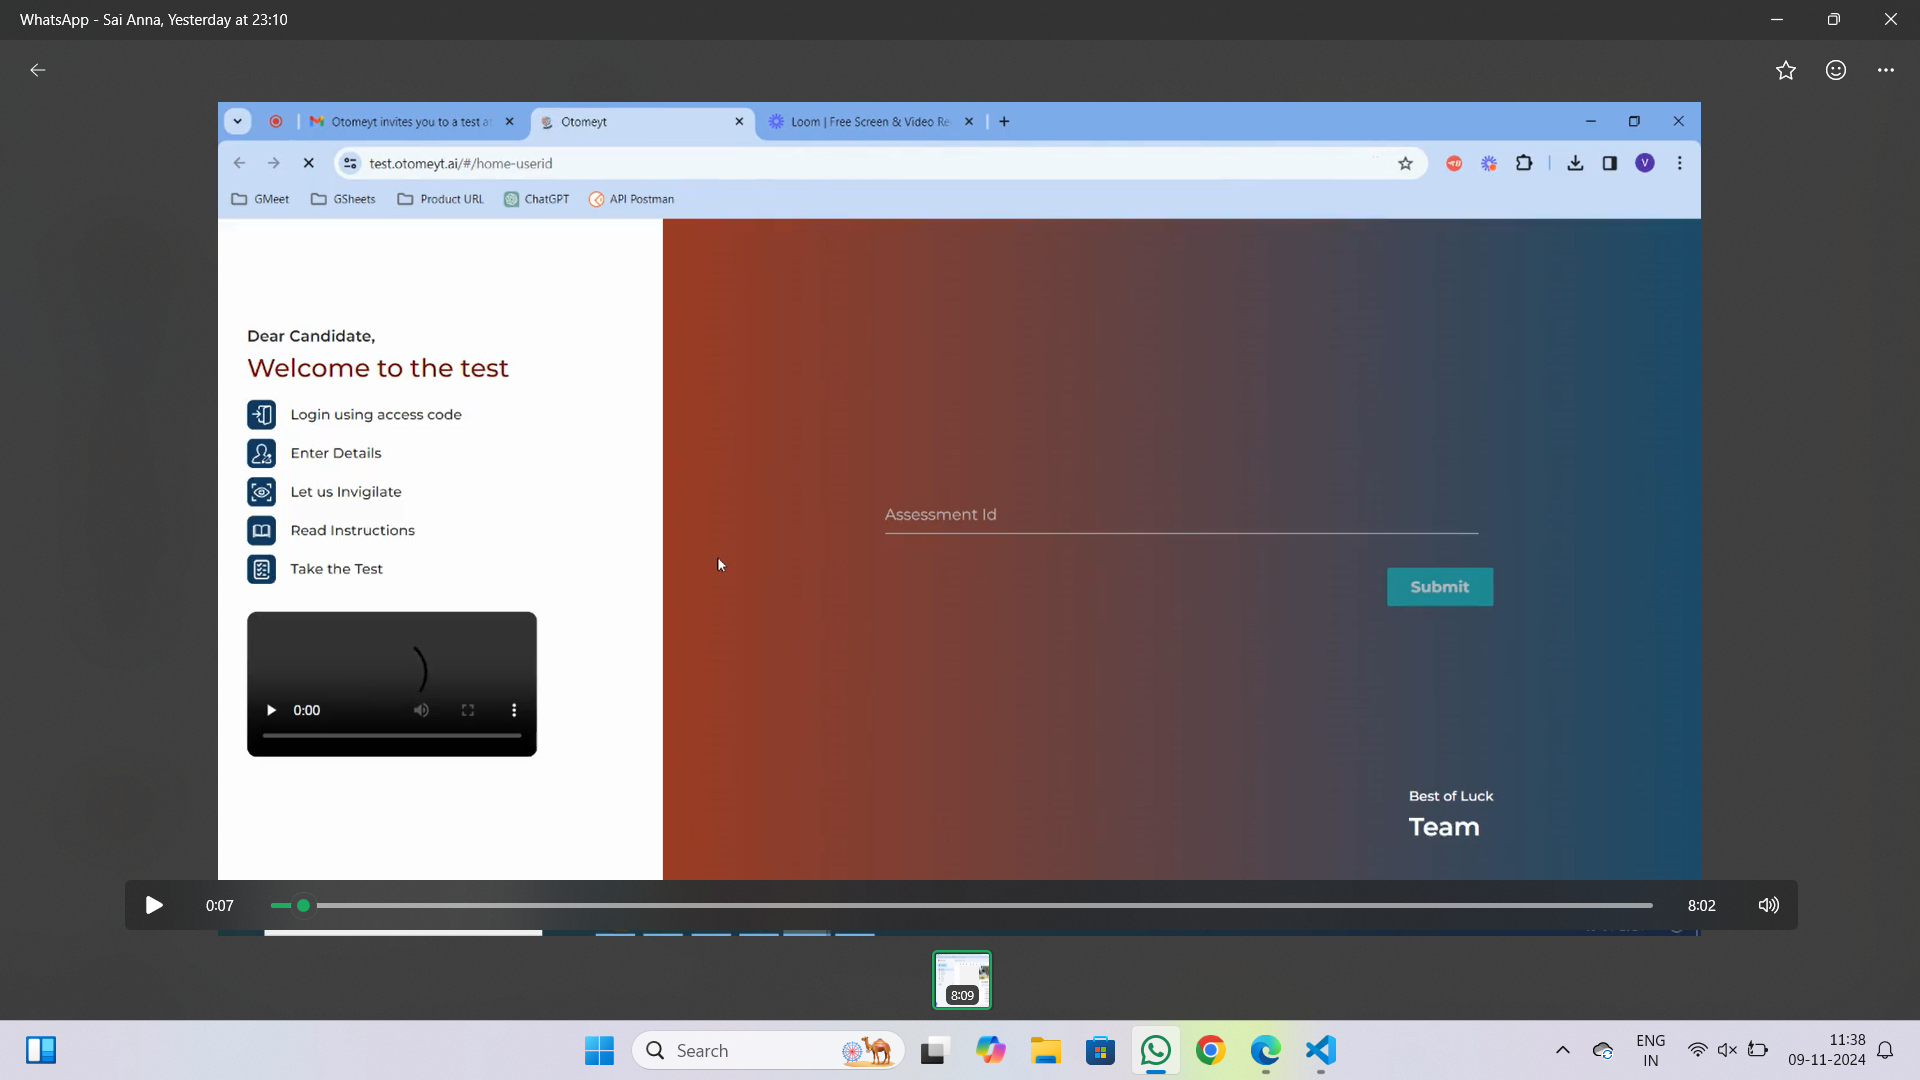 WhatsApp - Sai Anna, Yesterday at 23:10
Otomeyt invites you to a test at
Otomeyt
Loom | Free Screen & Video Re
test.otomeyt.ai/#/home-userid
V
GMeet
GSheets
Product URL
ChatGPT
API Postman
Dear Candidate,
Welcome to the test
Login using access code
Enter Details
Let us Invigilate
Read Instructions
Take the Test
0:00
Assessment Id
Submit
Best of Luck
Team
0:07
8:02
8:09
Search
ENG
IN
11:38
09-11-2024